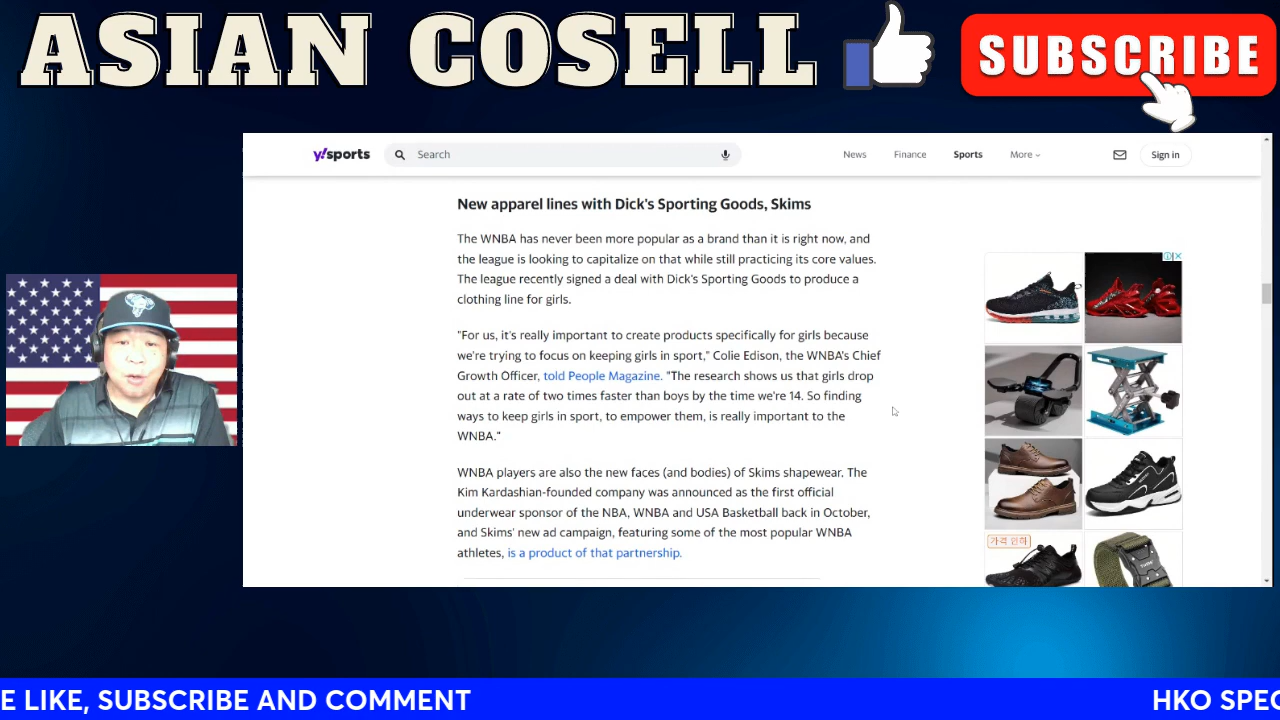 ASIAN COSELL
SUBSCRIBE
y!sports
Search
News
Finance
Sports
More
Sign in
New apparel lines with Dick's Sporting Goods, Skims
The WNBA has never been more popular as a brand than it is right now, and
the league is looking to capitalize on that while still practicing its core values.
The league recently signed a deal with Dick's Sporting Goods to produce a
clothing line for girls.
"For us, it's really important to create products specifically for girls because
we're trying to focus on keeping girls in sport," Colie Edison, the WNBA's Chief
Growth Officer, told People Magazine. "The research shows us that girls drop
out at a rate of two times faster than boys by the time we're 14. So finding
ways to keep girls in sport, to empower them, is really important to the
WNBA."
WNBA players are also the new faces (and bodies) of Skims shapewear. The
Kim Kardashian-founded company was announced as the first official
underwear sponsor of the NBA, WNBA and USA Basketball back in October,
and Skims' new ad campaign, featuring some of the most popular WNBA
athletes, is a product of that partnership.
가격 인하
E LIKE, SUBSCRIBE AND COMMENT
HKO SPEC